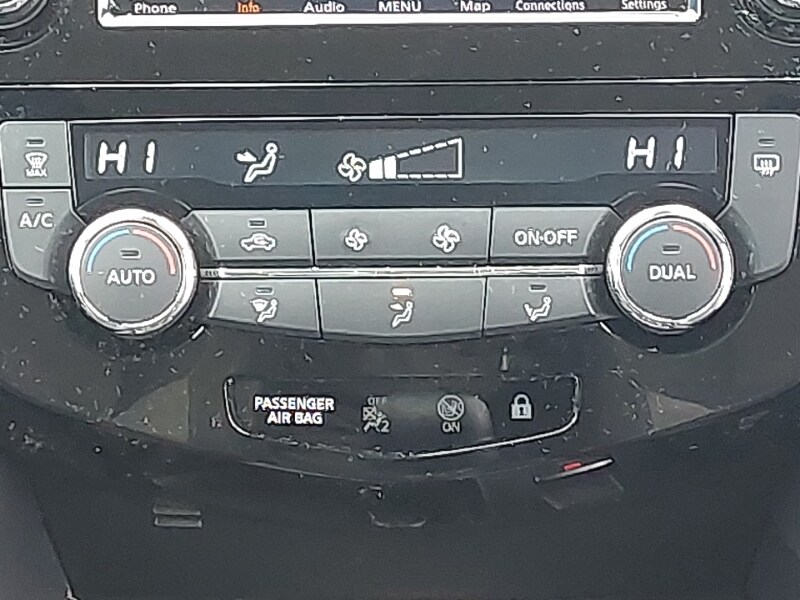 Phone Info Audio MENU Map Connections Settings
HI HI
MAX
A/C
ON·OFF
AUTO DUAL
PASSENGER
AIR BAG
OFF
2
ON